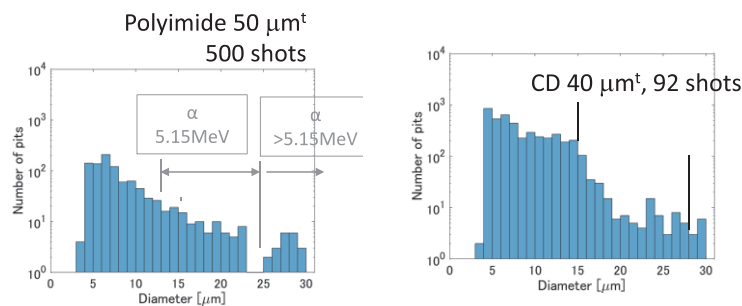 Polyimide 50 μmᵗ
500 shots
10⁴
10³
10²
10¹
10⁰
Number of pits
α
5.15MeV
α
>5.15MeV
0 5 10 15 20 25 30
Diameter [μm]
CD 40 μmᵗ, 92 shots
10⁴
10³
10²
10¹
10⁰
Number of pits
0 5 10 15 20 25 30
Diameter [μm]